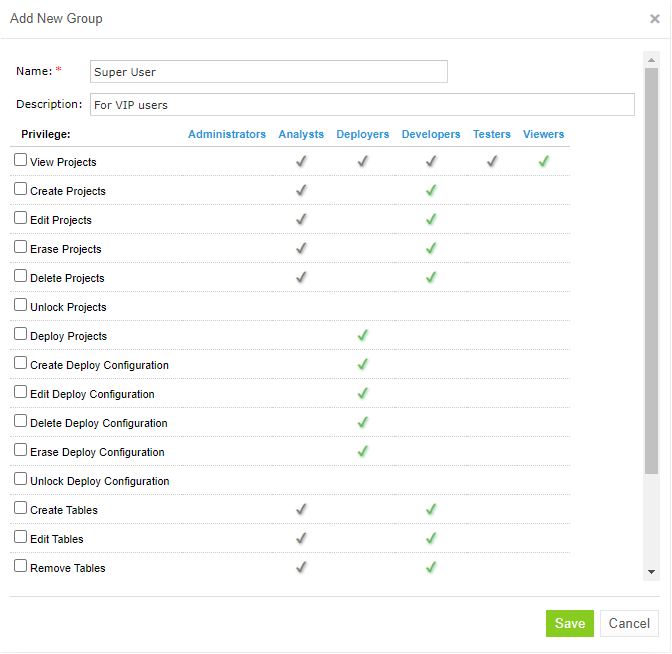 Add New Group
Name: *
Super User
Description:
For VIP users
Privilege: Administrators Analysts Deployers Developers Testers Viewers
View Projects
Create Projects
Edit Projects
Erase Projects
Delete Projects
Unlock Projects
Deploy Projects
Create Deploy Configuration
Edit Deploy Configuration
Delete Deploy Configuration
Erase Deploy Configuration
Unlock Deploy Configuration
Create Tables
Edit Tables
Remove Tables
Save Cancel